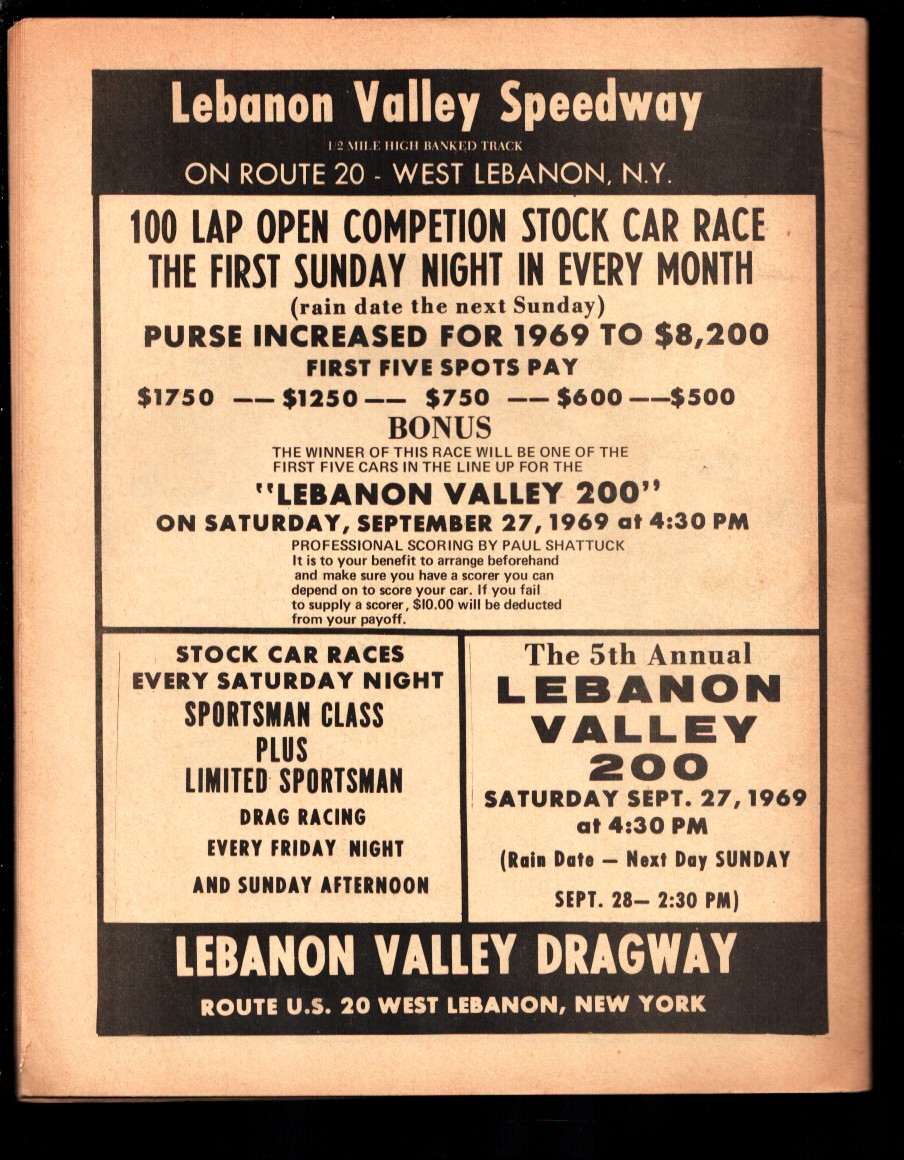 Lebanon Valley Speedway
1/2 MILE HIGH BANKED TRACK
ON ROUTE 20 - WEST LEBANON, N.Y.
100 LAP OPEN COMPETION STOCK CAR RACE
THE FIRST SUNDAY NIGHT IN EVERY MONTH
(rain date the next Sunday)
PURSE INCREASED FOR 1969 TO $8,200
FIRST FIVE SPOTS PAY
$1750 —— $1250 —— $750 —— $600 —— $500
BONUS
THE WINNER OF THIS RACE WILL BE ONE OF THE
FIRST FIVE CARS IN THE LINE UP FOR THE
"LEBANON VALLEY 200"
ON SATURDAY, SEPTEMBER 27, 1969 at 4:30 PM
PROFESSIONAL SCORING BY PAUL SHATTUCK
It is to your benefit to arrange beforehand
and make sure you have a scorer you can
depend on to score your car. If you fail
to supply a scorer, $10.00 will be deducted
from your payoff.
STOCK CAR RACES
EVERY SATURDAY NIGHT
SPORTSMAN CLASS
PLUS
LIMITED SPORTSMAN
DRAG RACING
EVERY FRIDAY NIGHT
AND SUNDAY AFTERNOON
The 5th Annual
LEBANON
VALLEY
200
SATURDAY SEPT. 27, 1969
at 4:30 PM
(Rain Date — Next Day SUNDAY
SEPT. 28— 2:30 PM)
LEBANON VALLEY DRAGWAY
ROUTE U.S. 20 WEST LEBANON, NEW YORK